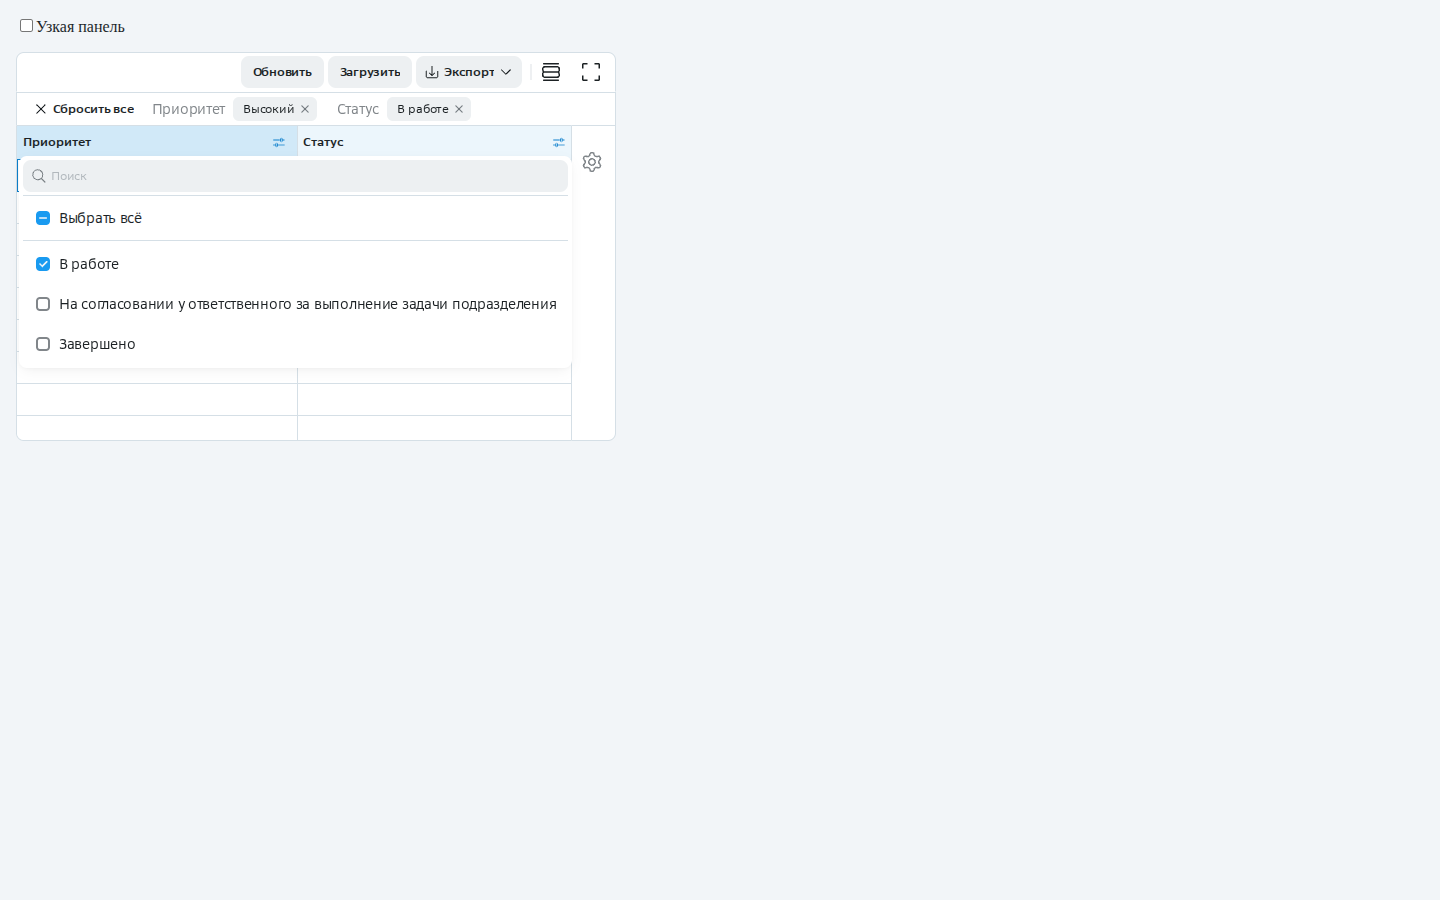 Узкая панель
Обновить Загрузить Экспорт
Сбросить все Приоритет Высокий Статус В работе
Приоритет Статус
Поиск
Выбрать всё
В работе
На согласовании у ответственного за выполнение задачи подразделения
Завершено